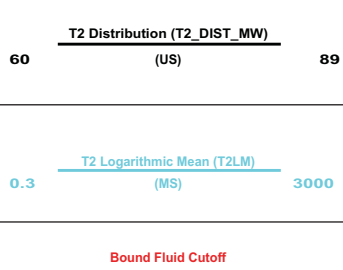 T2 Distribution (T2_DIST_MW)
60 (US) 89
T2 Logarithmic Mean (T2LM)
0.3 (MS) 3000
Bound Fluid Cutoff